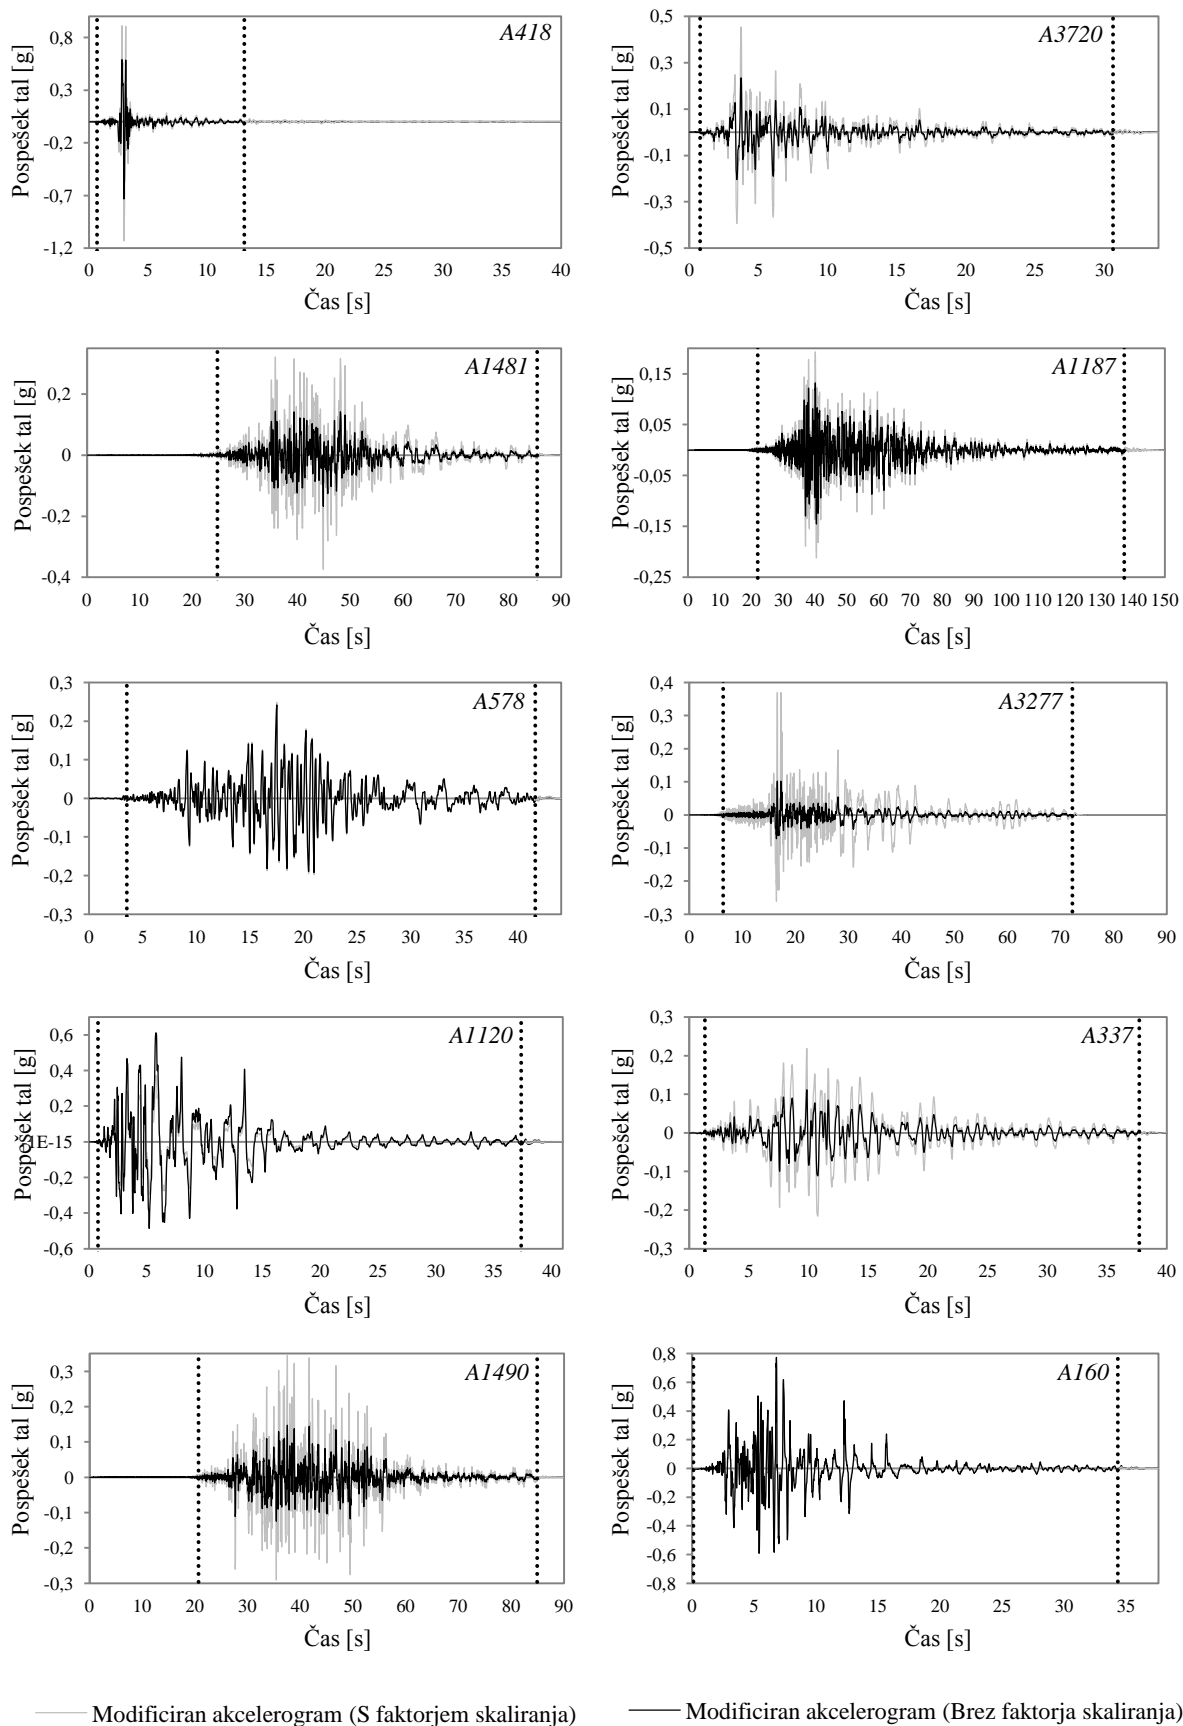 A418
Pospešek tal [g]
0,8
0,3
-0,2
-0,7
-1,2
0 5 10 15 20 25 30 35 40
Čas [s]
A3720
Pospešek tal [g]
0,5
0,3
0,1
-0,1
-0,3
-0,5
0 5 10 15 20 25 30
Čas [s]
A1481
Pospešek tal [g]
0,2
0
-0,2
-0,4
0 10 20 30 40 50 60 70 80 90
Čas [s]
A1187
Pospešek tal [g]
0,15
0,05
-0,05
-0,15
-0,25
0 10 20 30 40 50 60 70 80 90 100 110 120 130 140 150
Čas [s]
A578
Pospešek tal [g]
0,3
0,2
0,1
0
-0,1
-0,2
-0,3
0 5 10 15 20 25 30 35 40
Čas [s]
A3277
Pospešek tal [g]
0,4
0,3
0,2
0,1
0
-0,1
-0,2
-0,3
0 10 20 30 40 50 60 70 80 90
Čas [s]
A1120
Pospešek tal [g]
0,6
0,4
0,2
1E-15
-0,2
-0,4
-0,6
0 5 10 15 20 25 30 35 40
Čas [s]
A337
Pospešek tal [g]
0,3
0,2
0,1
0
-0,1
-0,2
-0,3
0 5 10 15 20 25 30 35 40
Čas [s]
A1490
Pospešek tal [g]
0,3
0,2
0,1
0
-0,1
-0,2
-0,3
0 10 20 30 40 50 60 70 80 90
Čas [s]
A160
Pospešek tal [g]
0,8
0,6
0,4
0,2
0
-0,2
-0,4
-0,6
-0,8
0 5 10 15 20 25 30 35
Čas [s]
Modificiran akcelerogram (S faktorjem skaliranja)
Modificiran akcelerogram (Brez faktorja skaliranja)